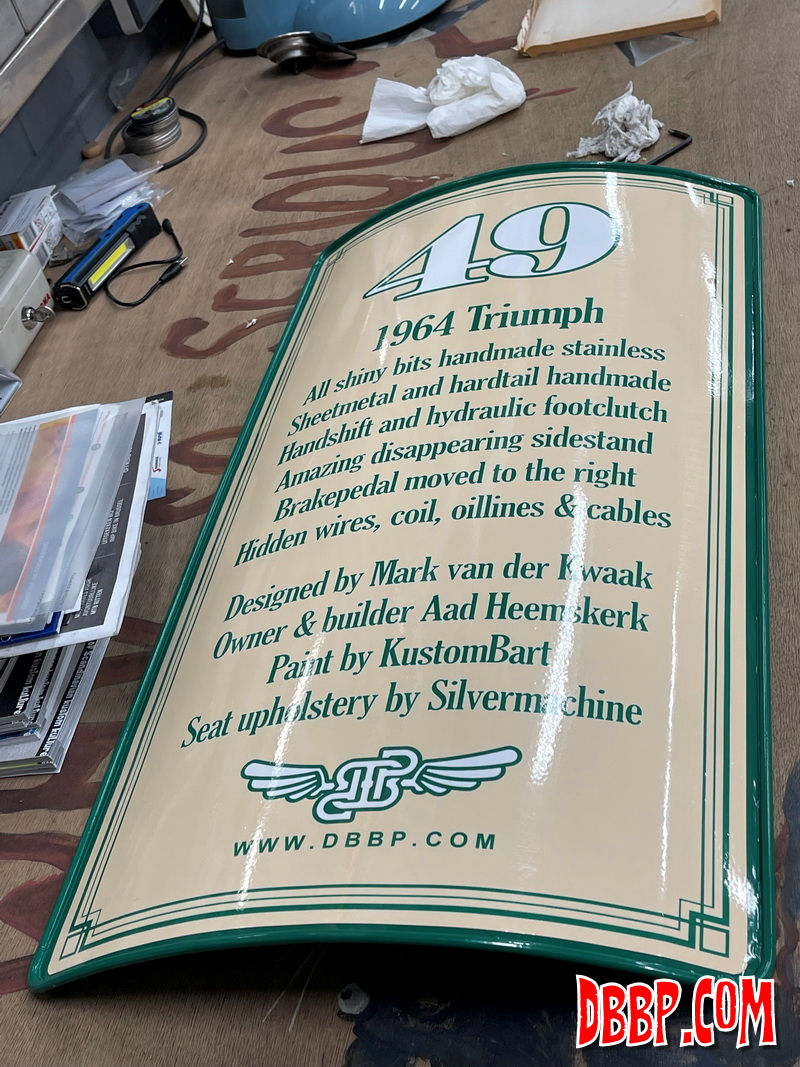 49
1964 Triumph
All shiny bits handmade stainless
Sheetmetal and hardtail handmade
Handshift and hydraulic footclutch
Amazing disappearing sidestand
Brakepedal moved to the right
Hidden wires, coil, oillines & cables
Designed by Mark van der Kwaak
Owner & builder Aad Heemskerk
Paint by KustomBart
Seat upholstery by Silvermachine
WWW.DBBP.COM
DBBP.COM